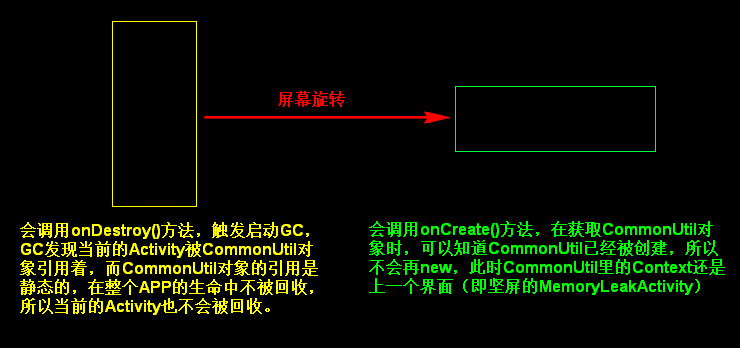 屏幕旋转
会调用onDestroy()方法，触发启动GC，
GC发现当前的Activity被CommonUtil对
象引用着，而CommonUtil对象的引用是
静态的，在整个APP的生命中不被回收，
所以当前的Activity也不会被回收。
会调用onCreate()方法，在获取CommonUtil对
象时，可以知道CommonUtil已经被创建，所以
不会再new，此时CommonUtil里的Context还是
上一个界面（即坚屏的MemoryLeakActivity）